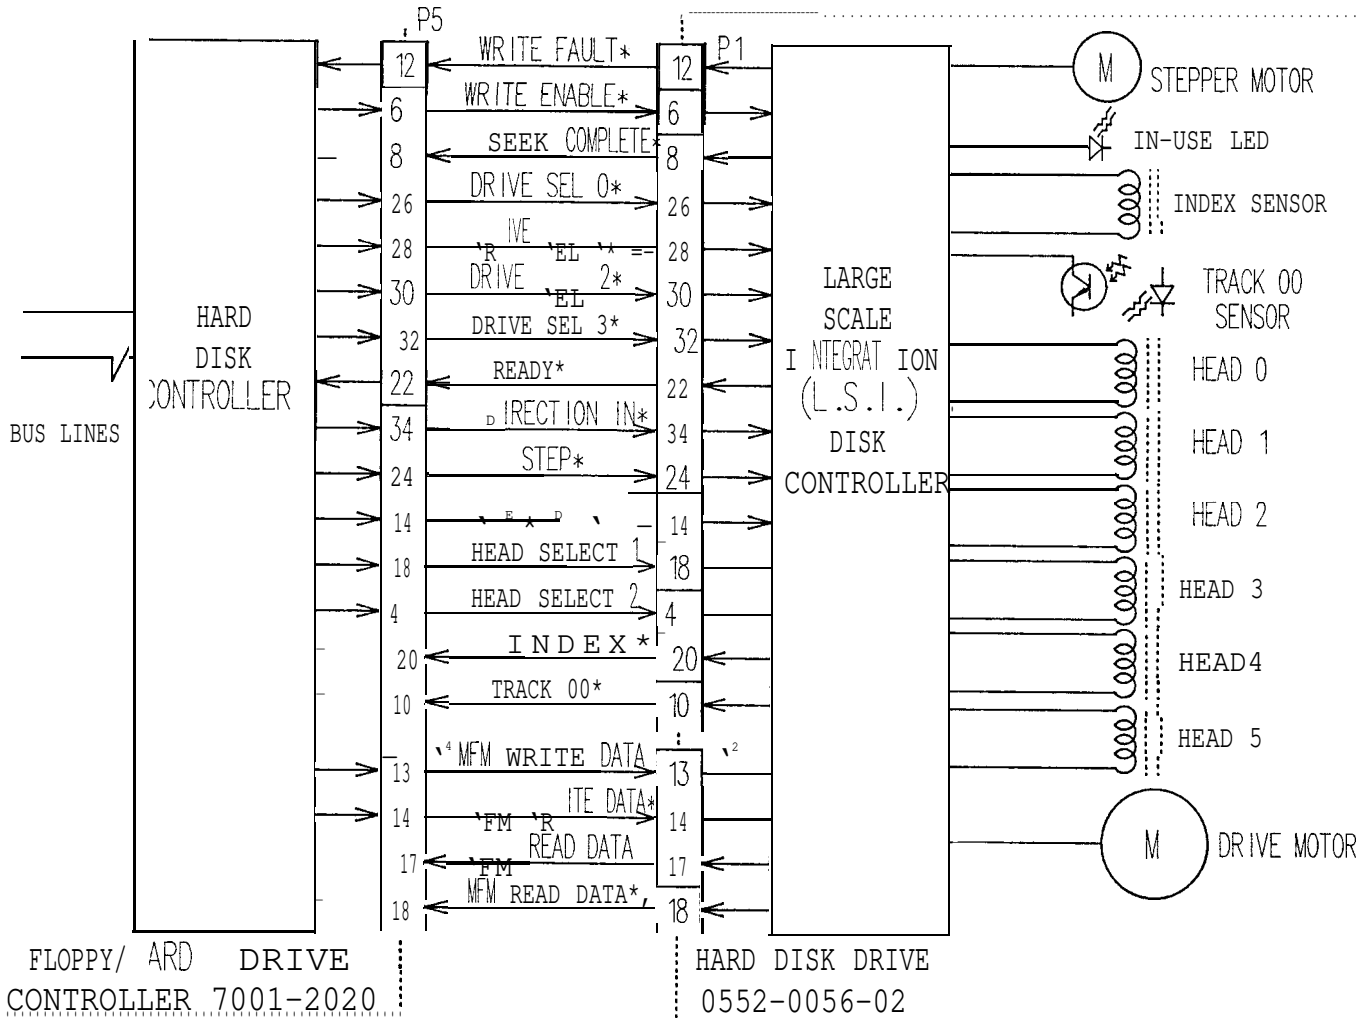 P5
P1
12 WRITE FAULT* 12
6 WRITE ENABLE* 6
8 SEEK COMPLETE* 8
26 DRIVE SEL 0* 26
28 28
30 DRIVE 2* 30
32 DRIVE SEL 3* 32
22 READY* 22
34 DIRECTION IN* 34
24 STEP* 24
14 14
18 HEAD SELECT 1 18
4 HEAD SELECT 2 4
20 INDEX* 20
10 TRACK 00* 10
13 MFM WRITE DATA 13
14 ITE DATA* 14
17 READ DATA 17
18 MFM READ DATA* 18
HARD
DISK
CONTROLLER
BUS LINES
LARGE
SCALE
INTEGRATION
(L.S.I.)
DISK
CONTROLLER
M
STEPPER MOTOR
IN-USE LED
INDEX SENSOR
TRACK 00
SENSOR
HEAD 0
HEAD 1
HEAD 2
HEAD 3
HEAD4
HEAD 5
M
DRIVE MOTOR
FLOPPY/ ARD DRIVE
CONTROLLER 7001-2020
HARD DISK DRIVE
0552-0056-02